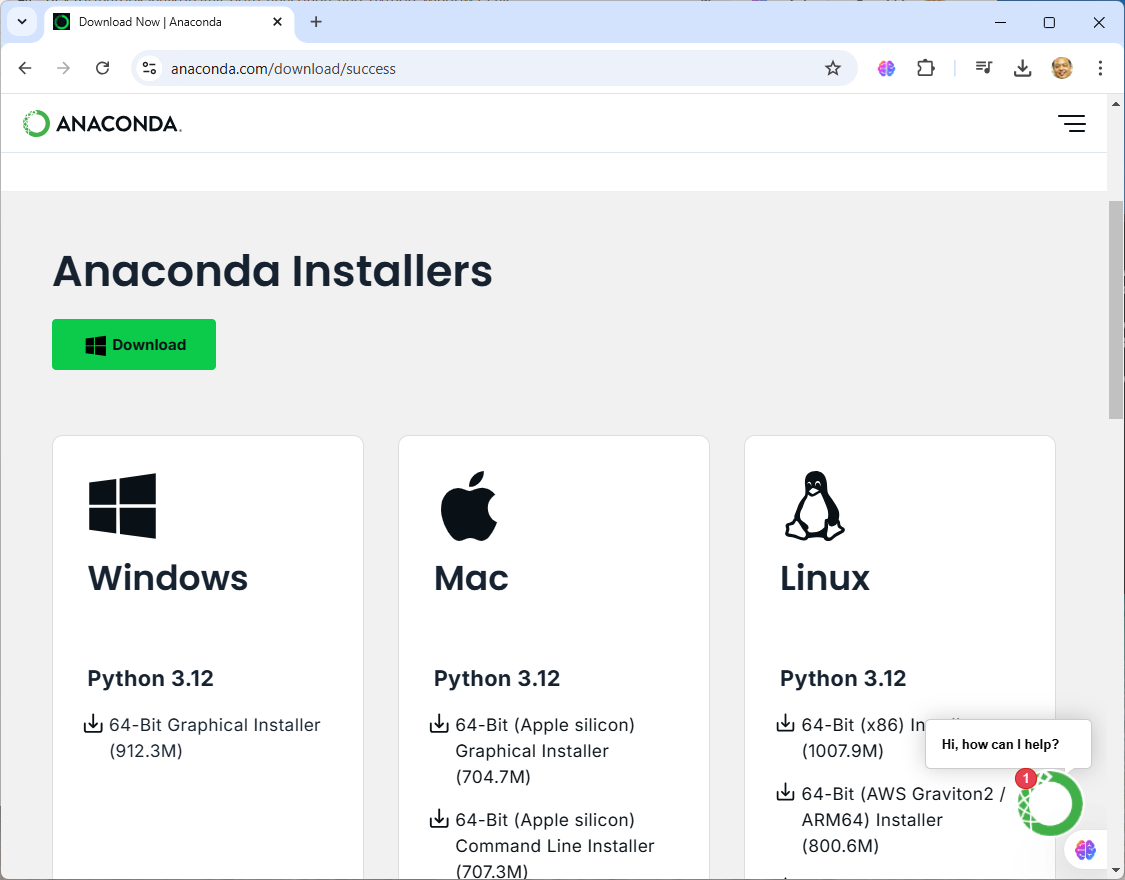 Download Now | Anaconda
anaconda.com/download/success
ANACONDA.
Anaconda Installers
Download
Windows
Python 3.12
64-Bit Graphical Installer
(912.3M)
Mac
Python 3.12
64-Bit (Apple silicon)
Graphical Installer
(704.7M)
64-Bit (Apple silicon)
Command Line Installer
(707.3M)
Linux
Python 3.12
64-Bit (x86)
(1007.9M)
64-Bit (AWS Graviton2 /
ARM64) Installer
(800.6M)
Hi, how can I help?
1